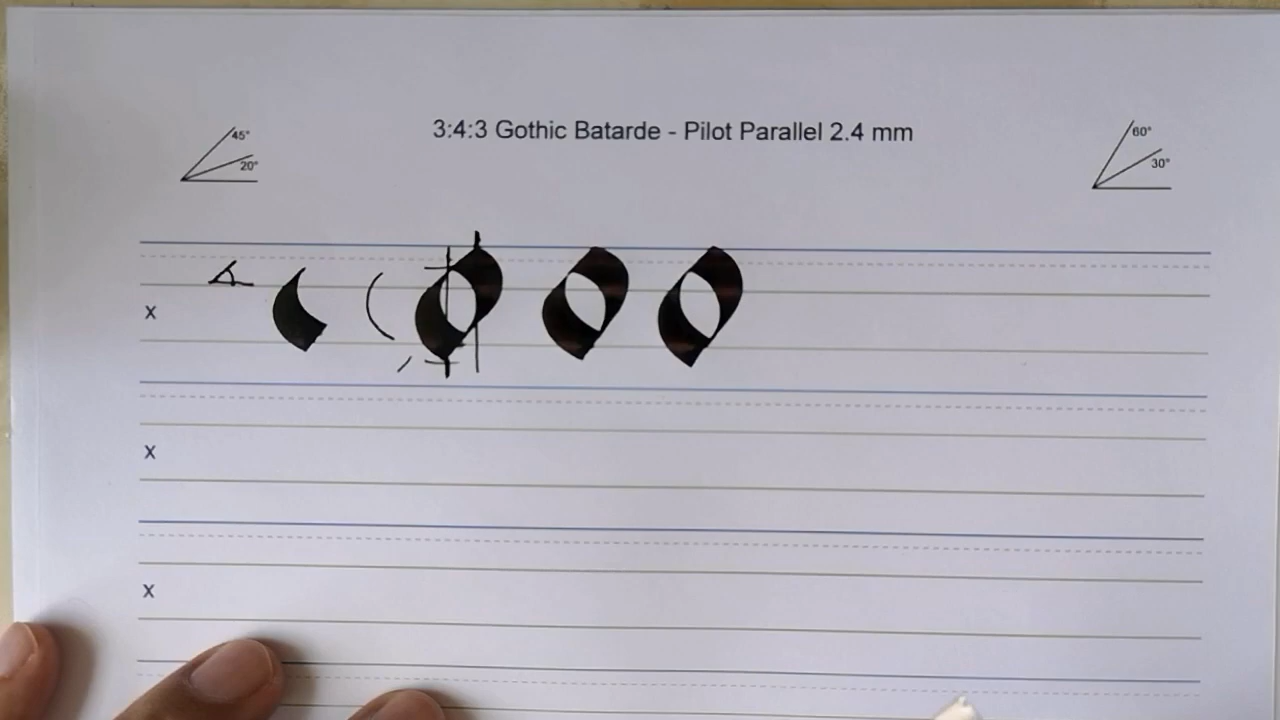 3:4:3 Gothic Batarde - Pilot Parallel 2.4 mm
45°
20°
60°
30°
x
o o o
x
x